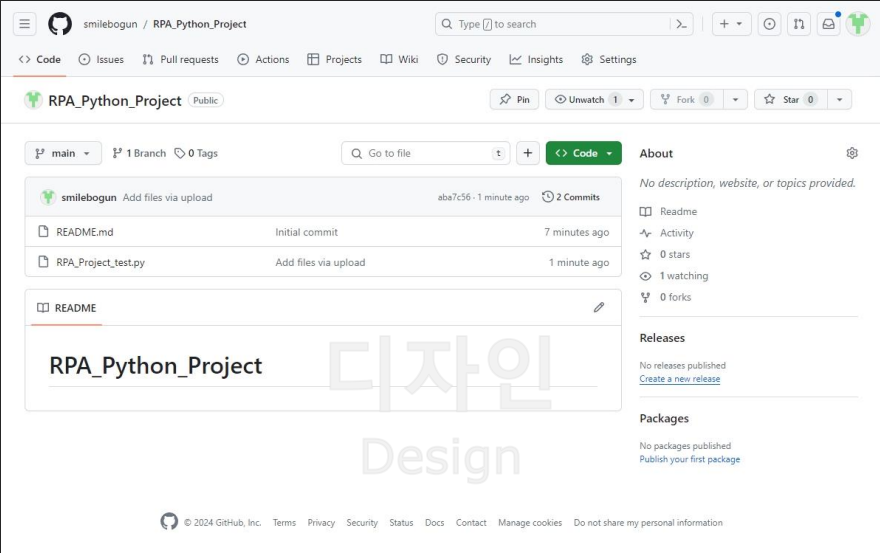 smilebogun / RPA_Python_Project
Type / to search
Code Issues Pull requests Actions Projects Wiki Security Insights Settings
RPA_Python_Project Public
Pin Unwatch 1 Fork 0 Star 0
main 1 Branch 0 Tags Go to file t + Code
About
No description, website, or topics provided.
smilebogun Add files via upload aba7c56 · 1 minute ago 2 Commits
README.md Initial commit 7 minutes ago
RPA_Project_test.py Add files via upload 1 minute ago
Readme
Activity
0 stars
1 watching
0 forks
README
RPA_Python_Project
Releases
No releases published
Create a new release
Packages
No packages published
Publish your first package
디자인
Design
© 2024 GitHub, Inc. Terms Privacy Security Status Docs Contact Manage cookies Do not share my personal information